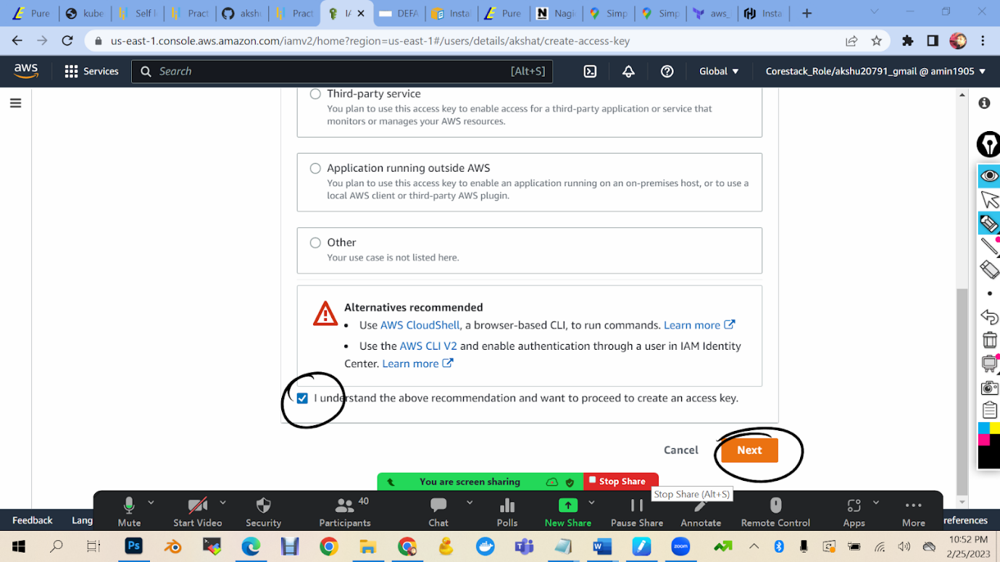 Pure
kube
Self l
Pract
akshu
Pract
IA
DEFA
Insta
Pure
Nagi
Simp
Simp
aws_
Insta
us-east-1.console.aws.amazon.com/iamv2/home?region=us-east-1#/users/details/akshat/create-access-key
aws
Services
Search
[Alt+S]
Global
Corestack_Role/akshu20791_gmail @ amin1905
Third-party service
You plan to use this access key to enable access for a third-party application or service that
monitors or manages your AWS resources.
Application running outside AWS
You plan to use this access key to enable an application running on an on-premises host, or to use a
local AWS client or third-party AWS plugin.
Other
Your use case is not listed here.
Alternatives recommended
• Use AWS CloudShell, a browser-based CLI, to run commands. Learn more
• Use the AWS CLI V2 and enable authentication through a user in IAM Identity
Center. Learn more
I understand the above recommendation and want to proceed to create an access key.
Cancel
Next
You are screen sharing
Stop Share
Stop Share (Alt+S)
40
Mute
Start Video
Security
Participants
Chat
Polls
New Share
Pause Share
Annotate
Remote Control
Apps
More
Feedback
Lang
references
Ps
zoom
10:52 PM
2/25/2023